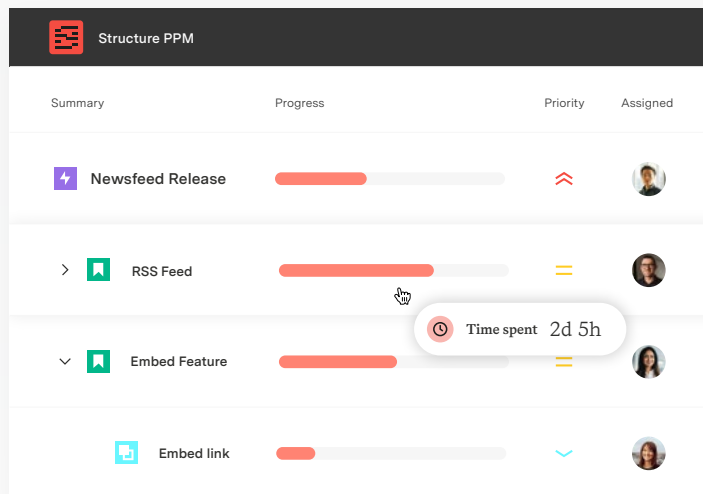 Structure PPM
Summary Progress Priority Assigned
Newsfeed Release
RSS Feed
Time spent 2d 5h
Embed Feature
Embed link